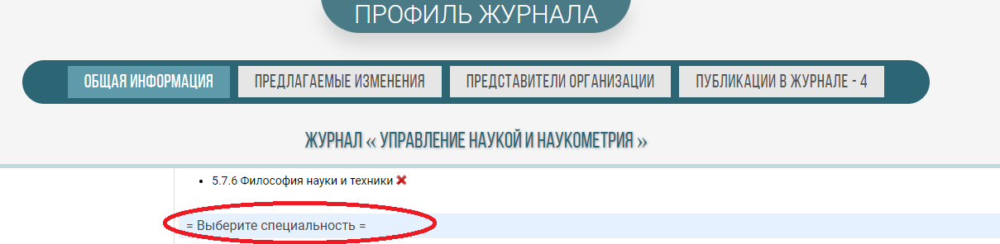 ПРОФИЛЬ ЖУРНАЛА
ОБЩАЯ ИНФОРМАЦИЯ ПРЕДЛАГАЕМЫЕ ИЗМЕНЕНИЯ ПРЕДСТАВИТЕЛИ ОРГАНИЗАЦИИ ПУБЛИКАЦИИ В ЖУРНАЛЕ - 4
ЖУРНАЛ « УПРАВЛЕНИЕ НАУКОЙ И НАУКОМЕТРИЯ »
• 5.7.6 Философия науки и техники
= Выберите специальность =